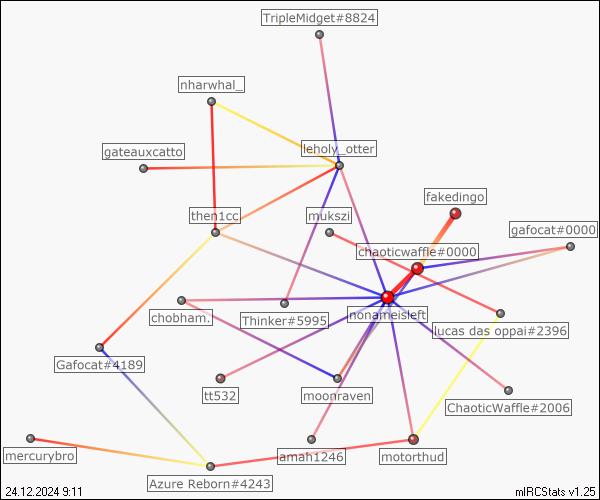 TripleMidget#8824
nharwhal_
leholy_otter
gateauxcatto
fakedingo
then1cc
mukszi
gafocat#0000
chaoticwaffle#0000
chobham.
Thinker#5995
nonameisleft
lucas das oppai#2396
Gafocat#4189
tt532
moonraven
ChaoticWaffle#2006
mercurybro
amah1246
motorthud
Azure Reborn#4243
24.12.2024 9:11
mIRCStats v1.25